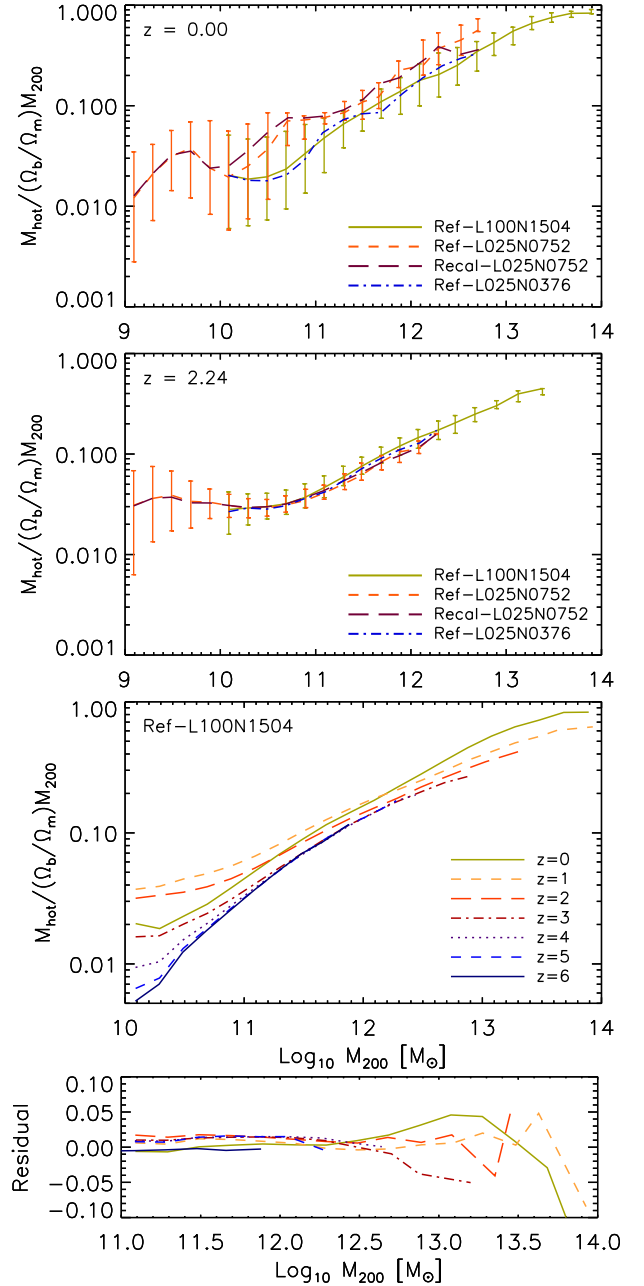 z = 0.00
1.000
0.100
0.010
0.001
M_hot/(Ω_b/Ω_m)M_200
Ref-L100N1504
Ref-L025N0752
Recal-L025N0752
Ref-L025N0376
9 10 11 12 13 14
z = 2.24
1.000
0.100
0.010
0.001
M_hot/(Ω_b/Ω_m)M_200
Ref-L100N1504
Ref-L025N0752
Recal-L025N0752
Ref-L025N0376
9 10 11 12 13 14
Ref-L100N1504
1.00
0.10
0.01
M_hot/(Ω_b/Ω_m)M_200
z=0
z=1
z=2
z=3
z=4
z=5
z=6
10 11 12 13 14
Log_10 M_200 [M_⊙]
0.10
0.05
0.00
-0.05
-0.10
Residual
11.0 11.5 12.0 12.5 13.0 13.5 14.0
Log_10 M_200 [M_⊙]